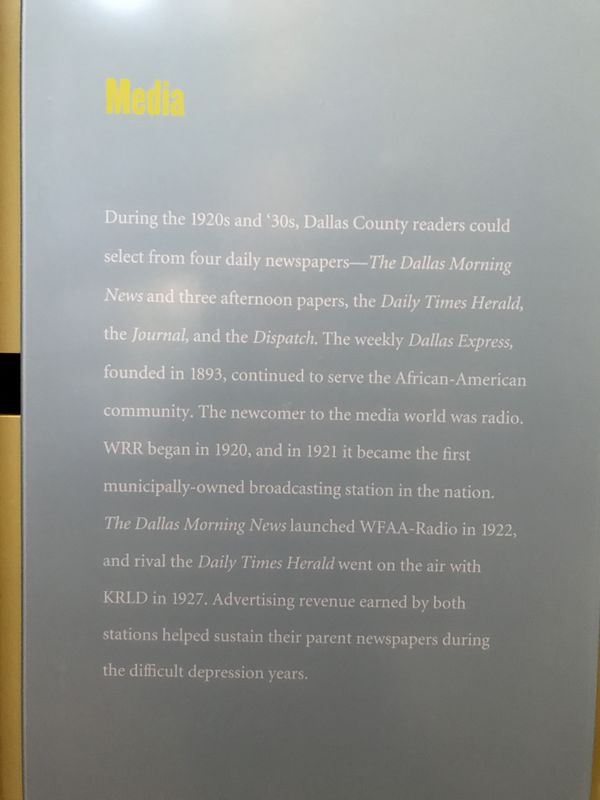 Media
During the 1920s and ‘30s, Dallas County readers could
select from four daily newspapers—The Dallas Morning
News and three afternoon papers, the Daily Times Herald,
the Journal, and the Dispatch. The weekly Dallas Express,
founded in 1893, continued to serve the African-American
community. The newcomer to the media world was radio.
WRR began in 1920, and in 1921 it became the first
municipally-owned broadcasting station in the nation.
The Dallas Morning News launched WFAA-Radio in 1922,
and rival the Daily Times Herald went on the air with
KRLD in 1927. Advertising revenue earned by both
stations helped sustain their parent newspapers during
the difficult depression years.